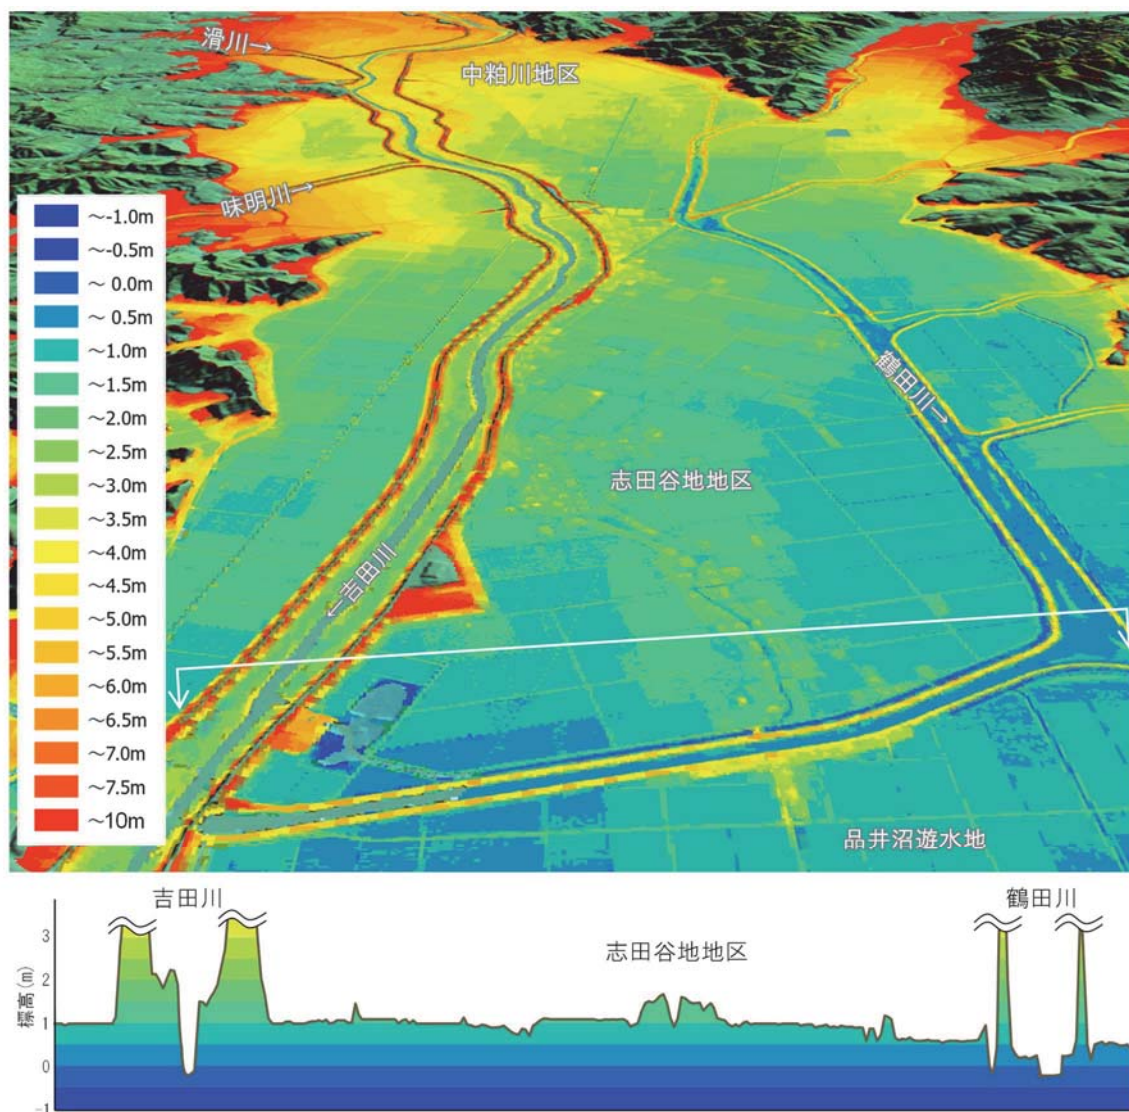 滑川→
中粕川地区
味明川→
～-1.0m
～-0.5m
～ 0.0m
～ 0.5m
～1.0m
～1.5m
～2.0m
～2.5m
～3.0m
～3.5m
～4.0m
～4.5m
～5.0m
～5.5m
～6.0m
～6.5m
～7.0m
～7.5m
～10m
鶴田川→
志田谷地地区
←吉田川
品井沼遊水地
吉田川
鶴田川
志田谷地地区
標高(m)
3
2
1
0
-1